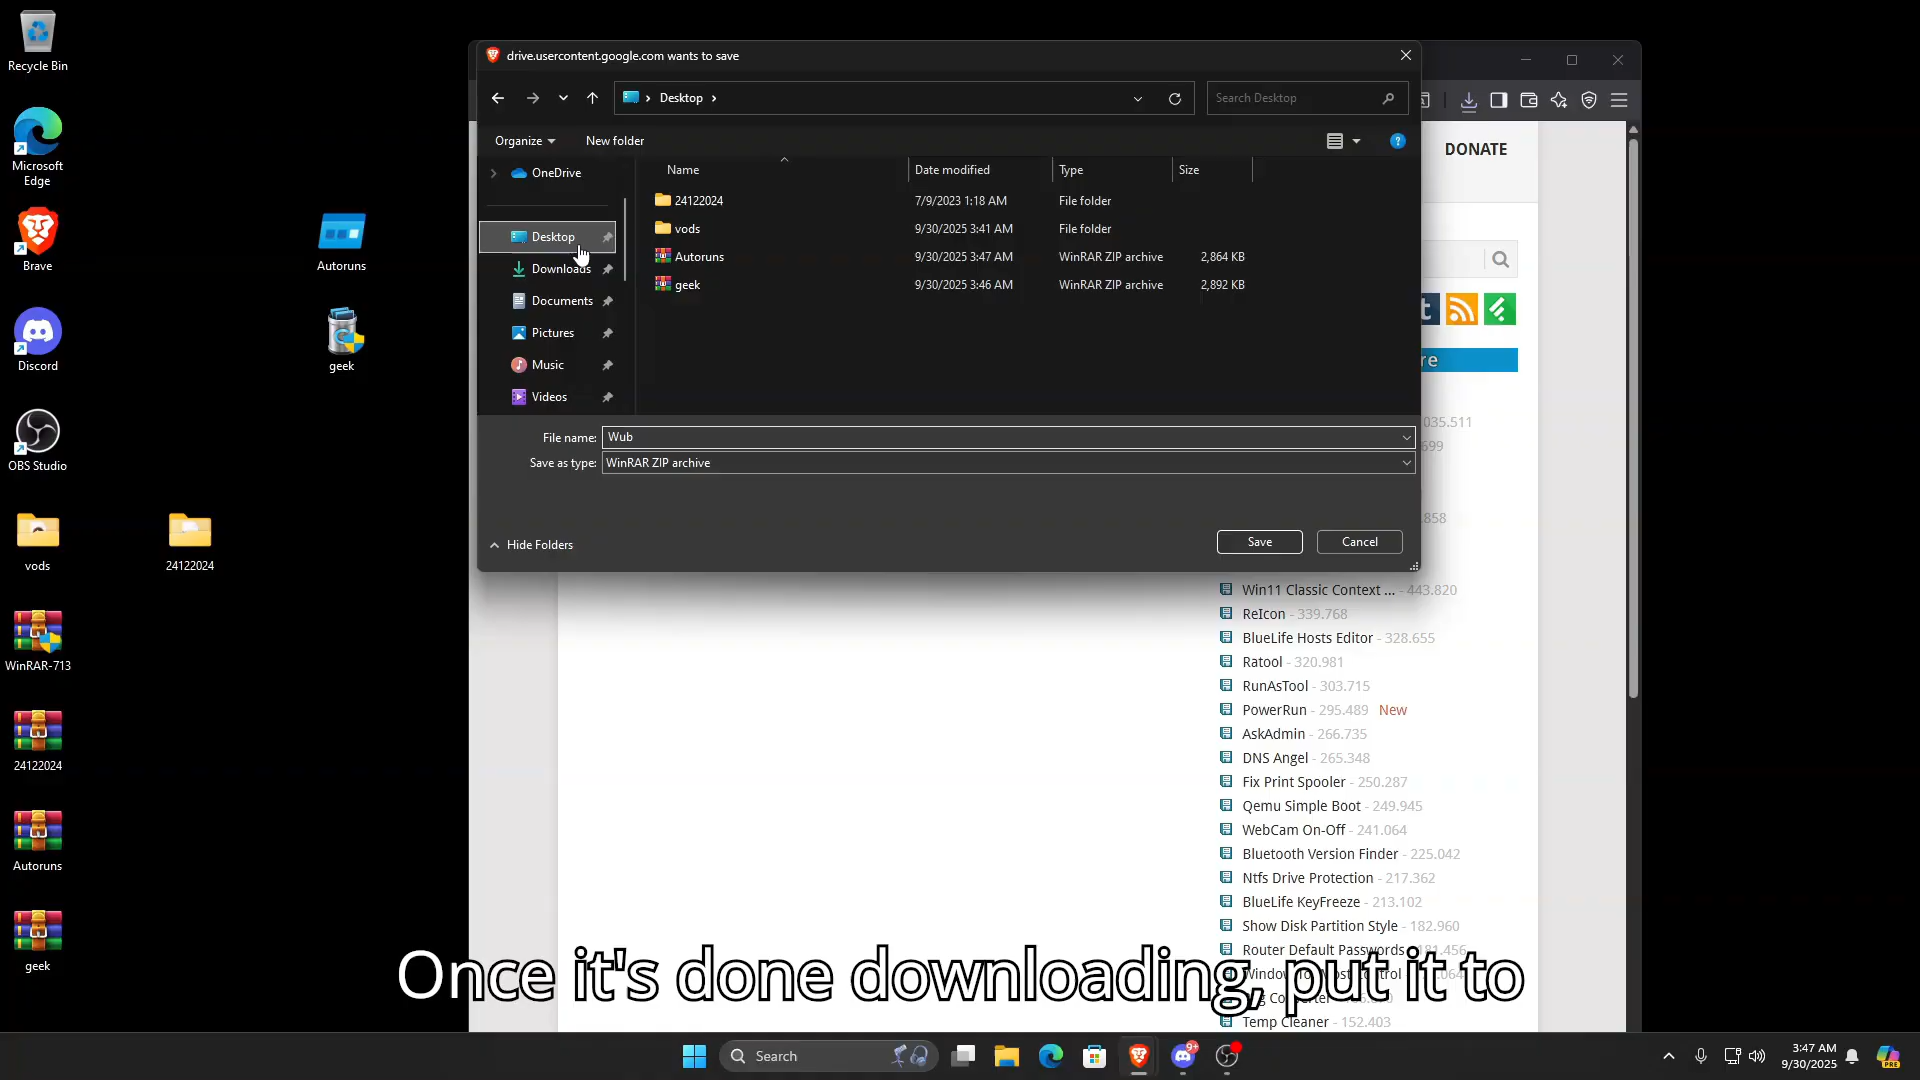 Recycle Bin
Microsoft
Edge
Brave
Discord
OBS Studio
vods
WinRAR-713
24122024
Autoruns
geek
Autoruns
geek
24122024
drive.usercontent.google.com wants to save
Desktop
Search Desktop
Organize
New folder
OneDrive
Desktop
Downloads
Documents
Pictures
Music
Videos
Name Date modified Type Size
24122024 7/9/2023 1:18 AM File folder
vods 9/30/2025 3:41 AM File folder
Autoruns 9/30/2025 3:47 AM WinRAR ZIP archive 2,864 KB
geek 9/30/2025 3:46 AM WinRAR ZIP archive 2,892 KB
File name: Wub
Save as type: WinRAR ZIP archive
Hide Folders
Save
Cancel
DONATE
re
035.511
699
.858
Win11 Classic Context ... - 443.820
ReIcon - 339.768
BlueLife Hosts Editor - 328.655
Ratool - 320.981
RunAsTool - 303.715
PowerRun - 295.489 New
AskAdmin - 266.735
DNS Angel - 265.348
Fix Print Spooler - 250.287
Qemu Simple Boot - 249.945
WebCam On-Off - 241.064
Bluetooth Version Finder - 225.042
Ntfs Drive Protection - 217.362
BlueLife KeyFreeze - 213.102
Show Disk Partition Style - 182.960
Router Default Passwords - 181.456
Temp Cleaner - 152.403
Once it's done downloading, put it to
Search
9+
3:47 AM
9/30/2025
PRE